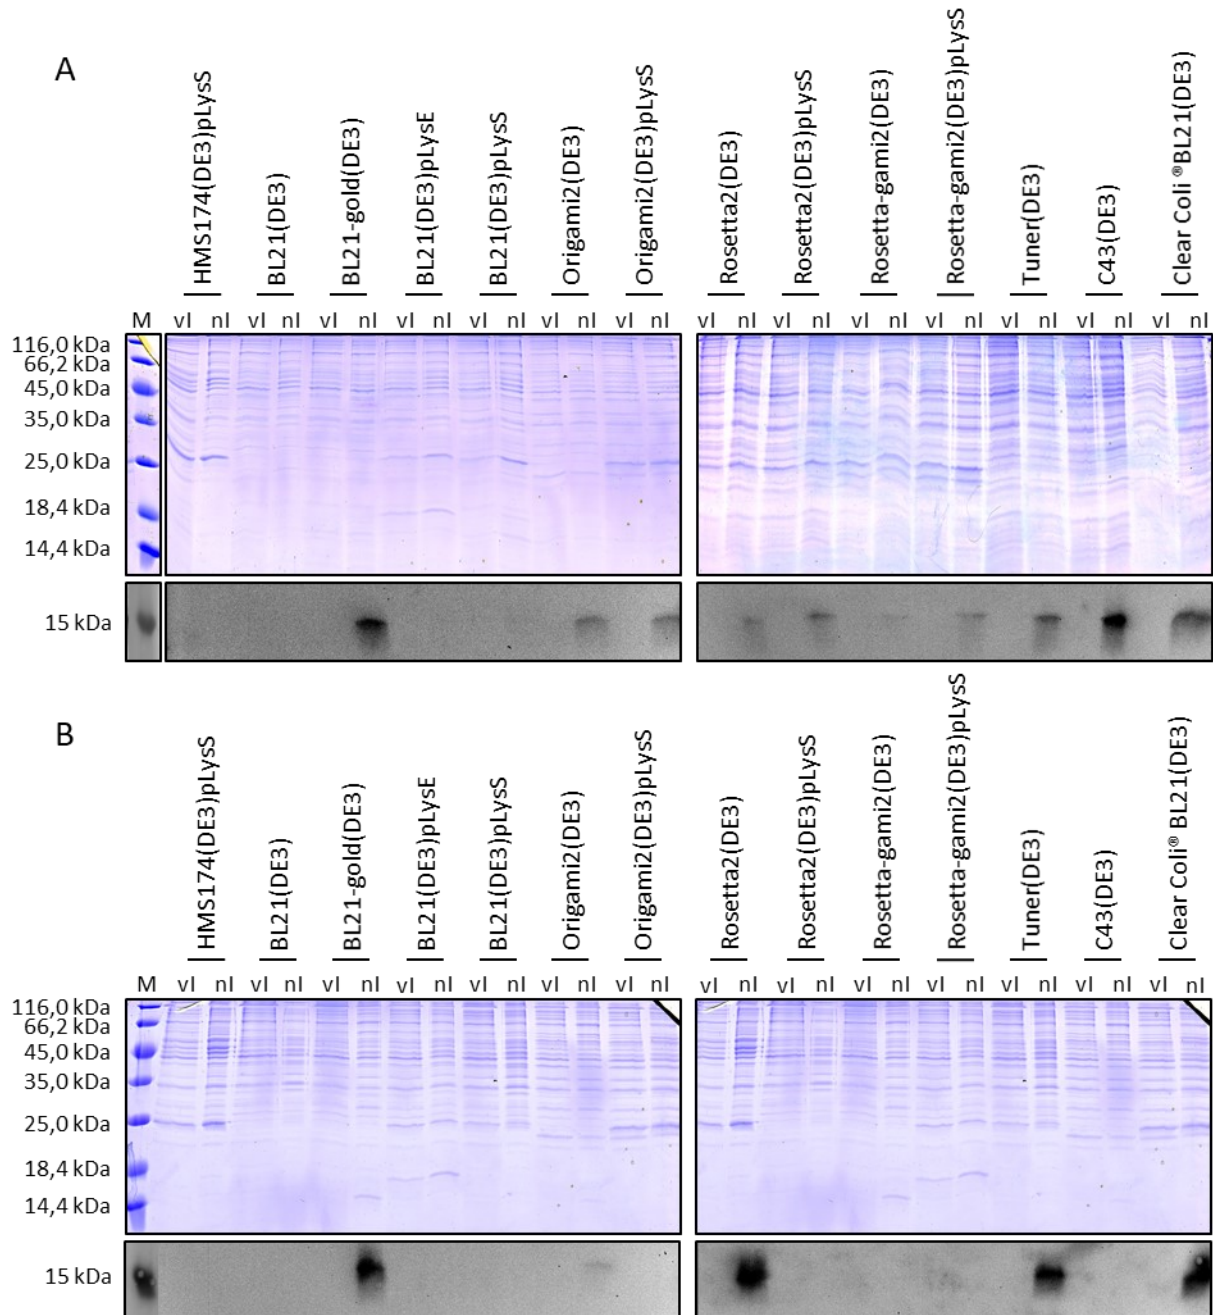 A
HMS174(DE3)pLysS
BL21(DE3)
BL21-gold(DE3)
BL21(DE3)pLysE
BL21(DE3)pLysS
Origami2(DE3)
Origami2(DE3)pLysS
Rosetta2(DE3)
Rosetta2(DE3)pLysS
Rosetta-gami2(DE3)
Rosetta-gami2(DE3)pLysS
Tuner(DE3)
C43(DE3)
Clear Coli ®BL21(DE3)
M vI nI vI nI vI nI vI nI vI nI vI nI vI nI vI nI vI nI vI nI vI nI vI nI vI nI vI nI
116,0 kDa
66,2 kDa
45,0 kDa
35,0 kDa
25,0 kDa
18,4 kDa
14,4 kDa
15 kDa
B
HMS174(DE3)pLysS
BL21(DE3)
BL21-gold(DE3)
BL21(DE3)pLysE
BL21(DE3)pLysS
Origami2(DE3)
Origami2(DE3)pLysS
Rosetta2(DE3)
Rosetta2(DE3)pLysS
Rosetta-gami2(DE3)
Rosetta-gami2(DE3)pLysS
Tuner(DE3)
C43(DE3)
Clear Coli® BL21(DE3)
M vI nI vI nI vI nI vI nI vI nI vI nI vI nI vI nI vI nI vI nI vI nI vI nI vI nI vI nI
116,0 kDa
66,2 kDa
45,0 kDa
35,0 kDa
25,0 kDa
18,4 kDa
14,4 kDa
15 kDa